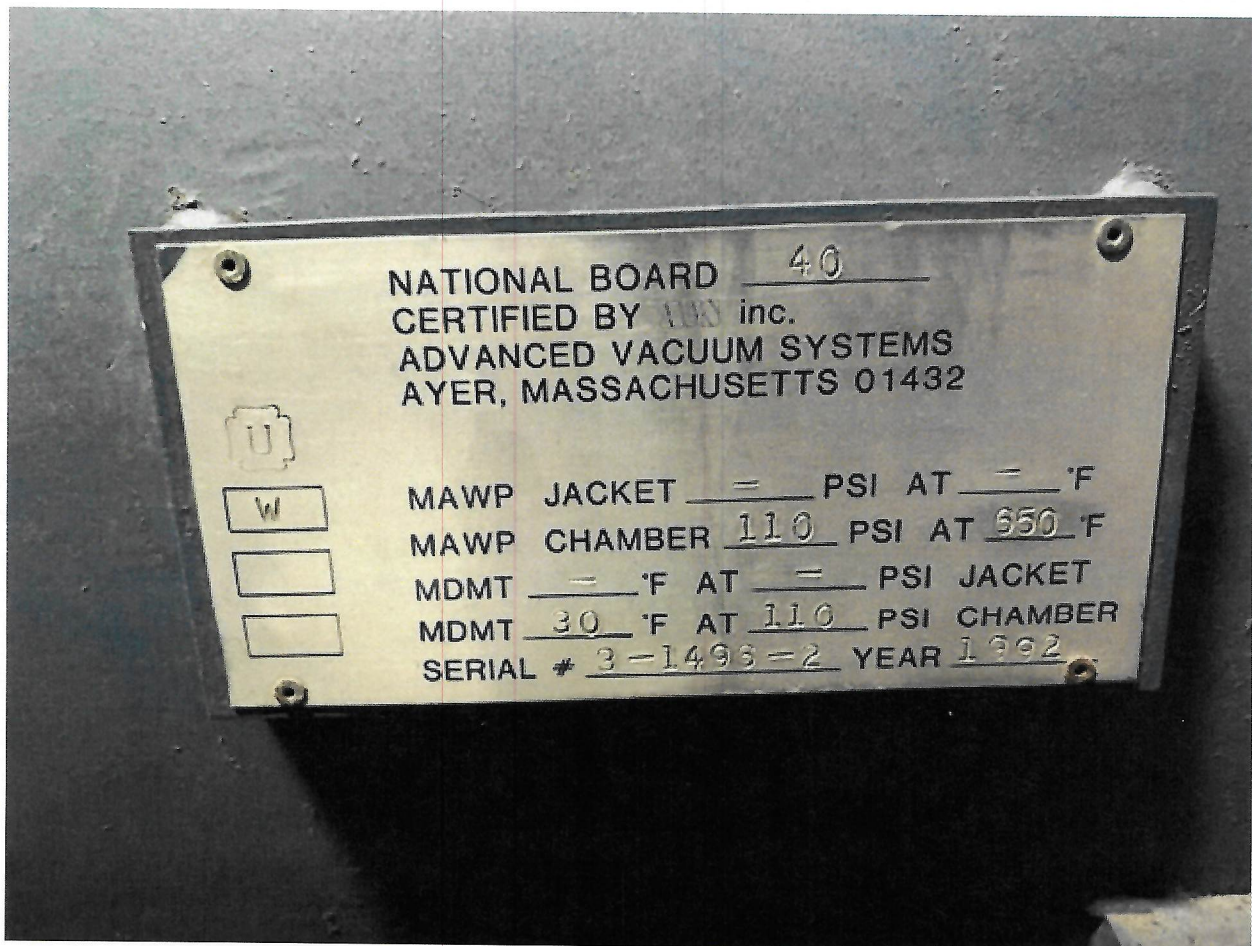 NATIONAL BOARD 40
CERTIFIED BY inc.
ADVANCED VACUUM SYSTEMS
AYER, MASSACHUSETTS 01432
U
W
MAWP JACKET = PSI AT = °F
MAWP CHAMBER 110 PSI AT 650 °F
MDMT = °F AT = PSI JACKET
MDMT 30 °F AT 110 PSI CHAMBER
SERIAL # 3-1493-2 YEAR 1992